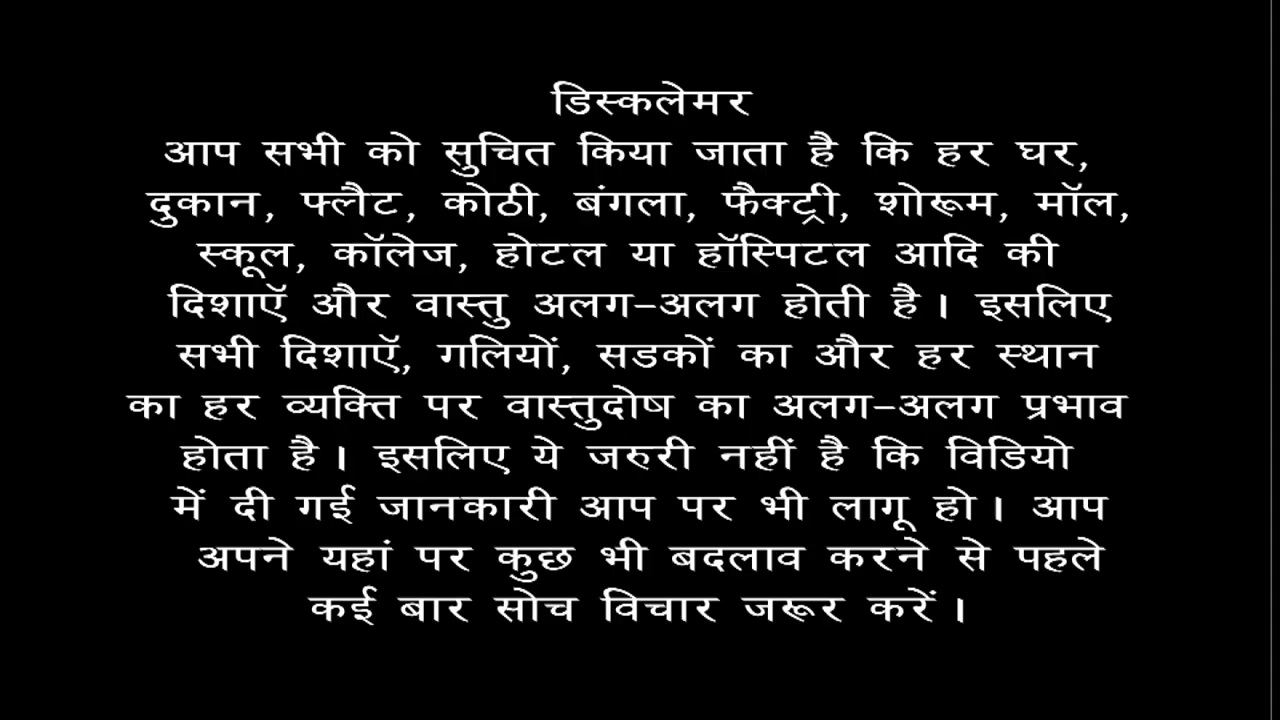 डिस्कलेमर
आप सभी को सुचित किया जाता है कि हर घर,
दुकान, फ्लैट, कोठी, बंगला, फैक्ट्री, शोरूम, मॉल,
स्कूल, कॉलेज, होटल या हॉस्पिटल आदि की
दिशाऍ और वास्तु अलग-अलग होती है। इसलिए
सभी दिशाऍ, गलियों, सडकों का और हर स्थान
का हर व्यक्ति पर वास्तुदोष का अलग-अलग प्रभाव
होता है। इसलिए ये जरुरी नहीं है कि विडियो
में दी गई जानकारी आप पर भी लागू हो। आप
अपने यहां पर कुछ भी बदलाव करने से पहले
कई बार सोच विचार जरूर करें।